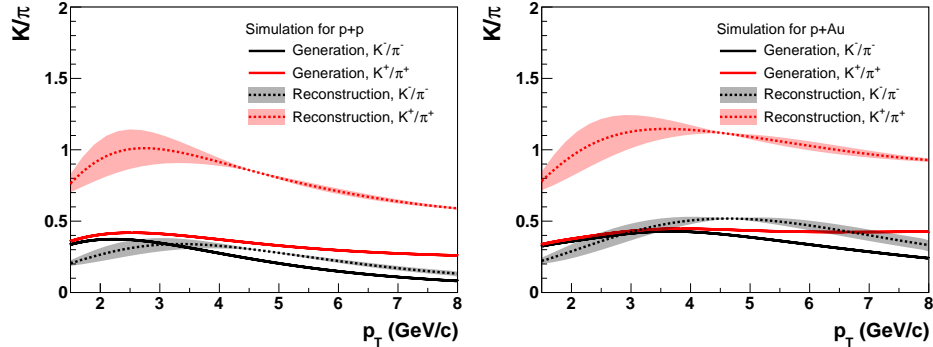 K/π
2
1.5
1
0.5
0
Simulation for p+p
Generation, K⁻/π⁻
Generation, K⁺/π⁺
Reconstruction, K⁻/π⁻
Reconstruction, K⁺/π⁺
2 3 4 5 6 7 8
p_T (GeV/c)
K/π
2
1.5
1
0.5
0
Simulation for p+Au
Generation, K⁻/π⁻
Generation, K⁺/π⁺
Reconstruction, K⁻/π⁻
Reconstruction, K⁺/π⁺
2 3 4 5 6 7 8
p_T (GeV/c)